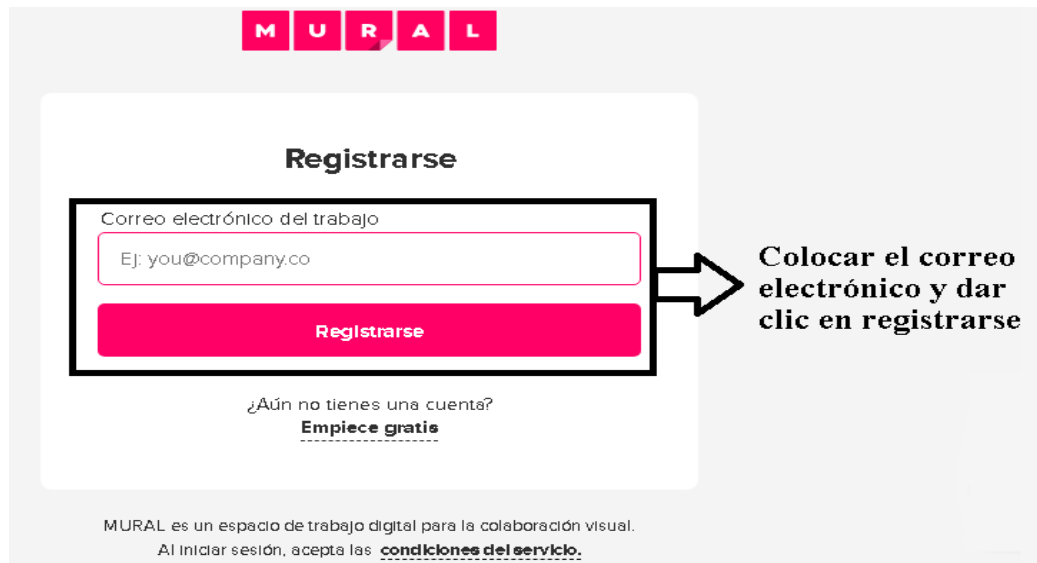 MURAL
Registrarse
Correo electrónico del trabajo
Ej: you@company.co
Registrarse
¿Aún no tienes una cuenta?
Empiece gratis
MURAL es un espacio de trabajo digital para la colaboración visual.
Al iniciar sesión, acepta las condiciones del servicio.
Colocar el correo
electrónico y dar
clic en registrarse